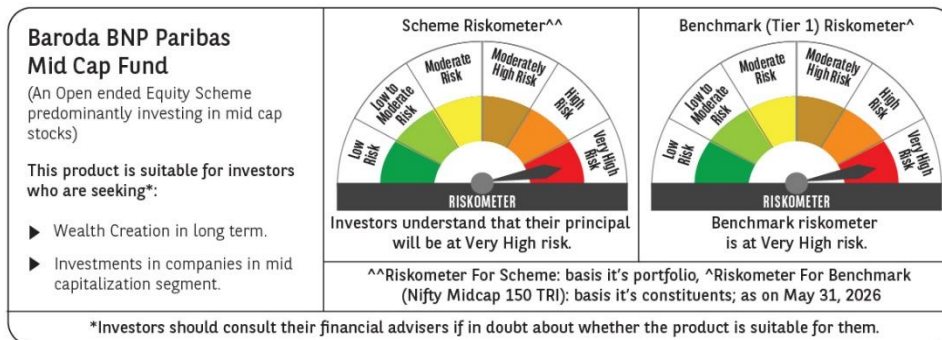 Baroda BNP Paribas
Mid Cap Fund
(An Open ended Equity Scheme
predominantly investing in mid cap
stocks)
This product is suitable for investors
who are seeking*:
▶ Wealth Creation in long term.
▶ Investments in companies in mid
capitalization segment.
Scheme Riskometer^^
Low Risk
Low to Moderate Risk
Moderate Risk
Moderately High Risk
High Risk
Very High Risk
RISKOMETER
Investors understand that their principal
will be at Very High risk.
Benchmark (Tier 1) Riskometer^
Low Risk
Low to Moderate Risk
Moderate Risk
Moderately High Risk
High Risk
Very High Risk
RISKOMETER
Benchmark riskometer
is at Very High risk.
^^Riskometer For Scheme: basis it's portfolio, ^Riskometer For Benchmark
(Nifty Midcap 150 TRI): basis it's constituents; as on May 31, 2026
*Investors should consult their financial advisers if in doubt about whether the product is suitable for them.